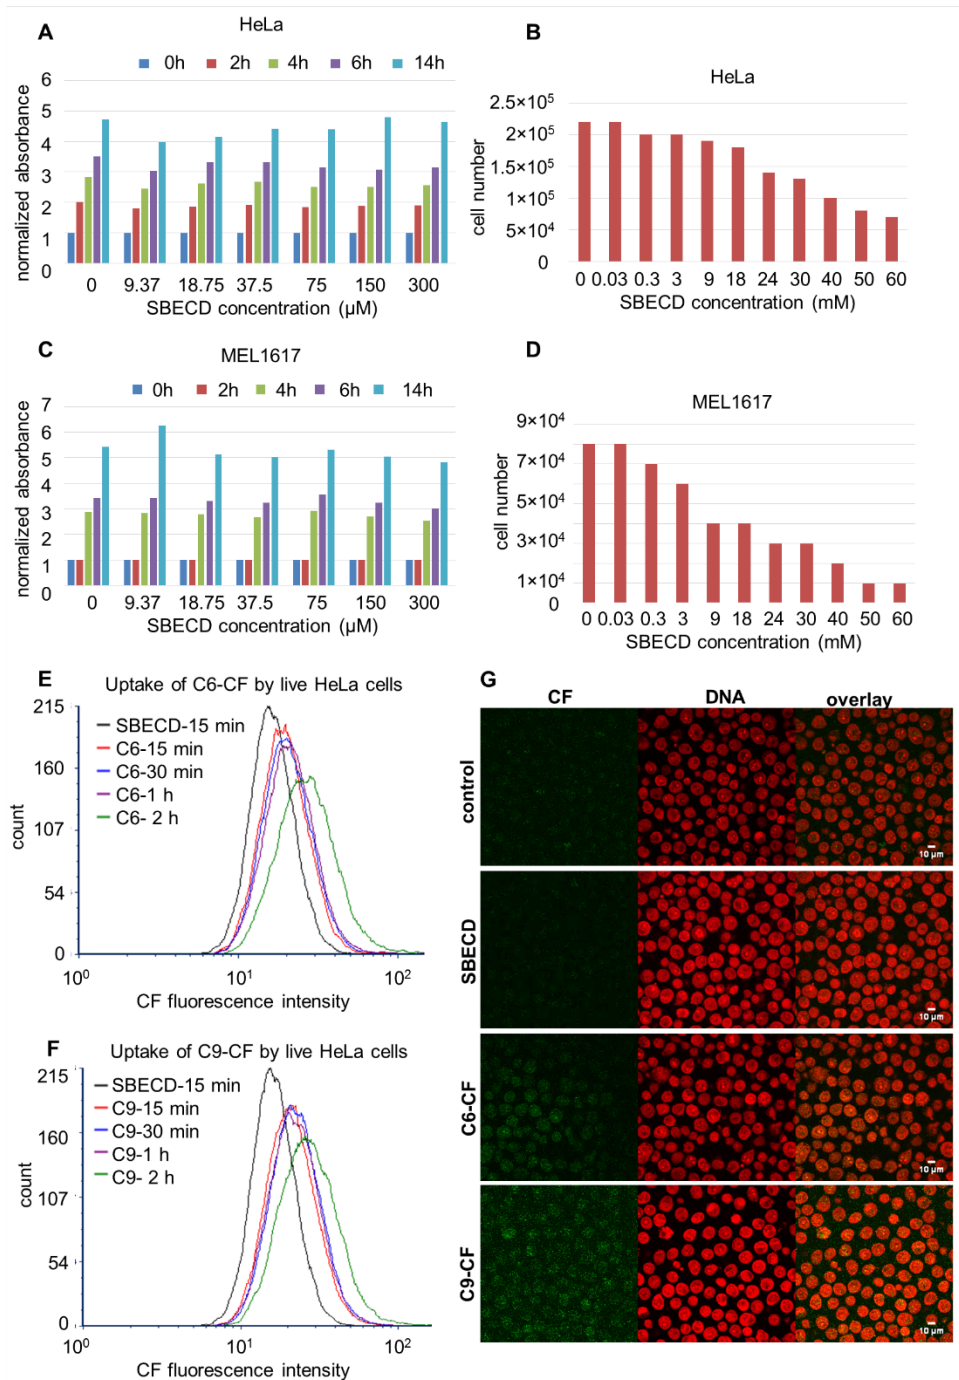 A
HeLa
0h 2h 4h 6h 14h
normalized absorbance
6
5
4
3
2
1
0
0 9.37 18.75 37.5 75 150 300
SBECD concentration (µM)
B
HeLa
cell number
2.5×10⁵
2×10⁵
1.5×10⁵
1×10⁵
5×10⁴
0
0 0.03 0.3 3 9 18 24 30 40 50 60
SBECD concentration (mM)
C
MEL1617
0h 2h 4h 6h 14h
normalized absorbance
7
6
5
4
3
2
1
0
0 9.37 18.75 37.5 75 150 300
SBECD concentration (µM)
D
MEL1617
cell number
9×10⁴
7×10⁴
5×10⁴
3×10⁴
1×10⁴
0
0 0.03 0.3 3 9 18 24 30 40 50 60
SBECD concentration (mM)
E
Uptake of C6-CF by live HeLa cells
SBECD-15 min
C6-15 min
C6-30 min
C6-1 h
C6- 2 h
count
215
160
107
54
0
10⁰ 10¹ 10²
CF fluorescence intensity
F
Uptake of C9-CF by live HeLa cells
SBECD-15 min
C9-15 min
C9-30 min
C9-1 h
C9- 2 h
count
215
160
107
54
0
10⁰ 10¹ 10²
CF fluorescence intensity
G
CF DNA overlay
control
10 µm
SBECD
10 µm
C6-CF
10 µm
C9-CF
10 µm